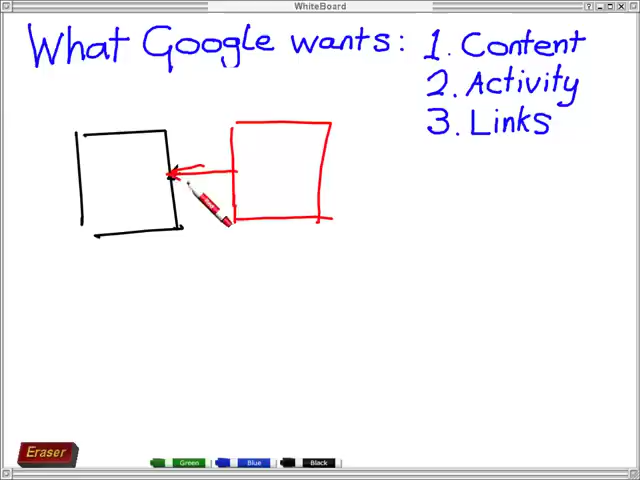 WhiteBoard
What Google wants: 1. Content
2. Activity
3. Links
Eraser
Green Blue Black